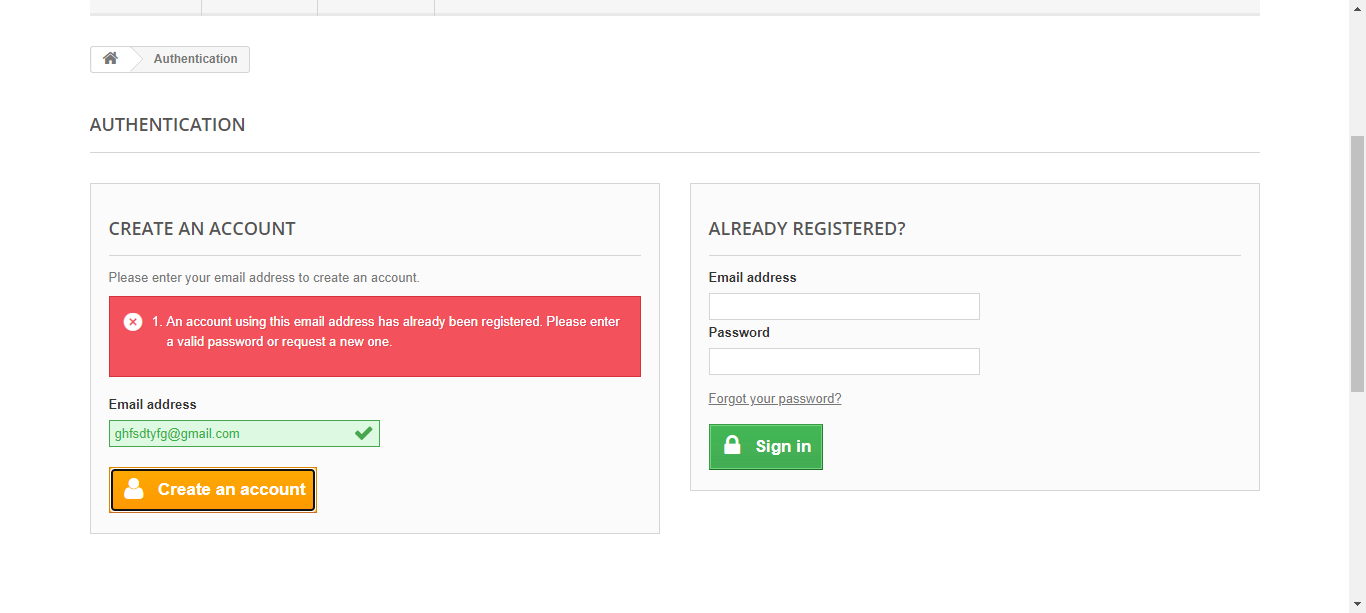 Authentication
AUTHENTICATION
CREATE AN ACCOUNT
Please enter your email address to create an account.
1. An account using this email address has already been registered. Please enter
a valid password or request a new one.
Email address
ghfsdtyfg@gmail.com
Create an account
ALREADY REGISTERED?
Email address
Password
Forgot your password?
Sign in